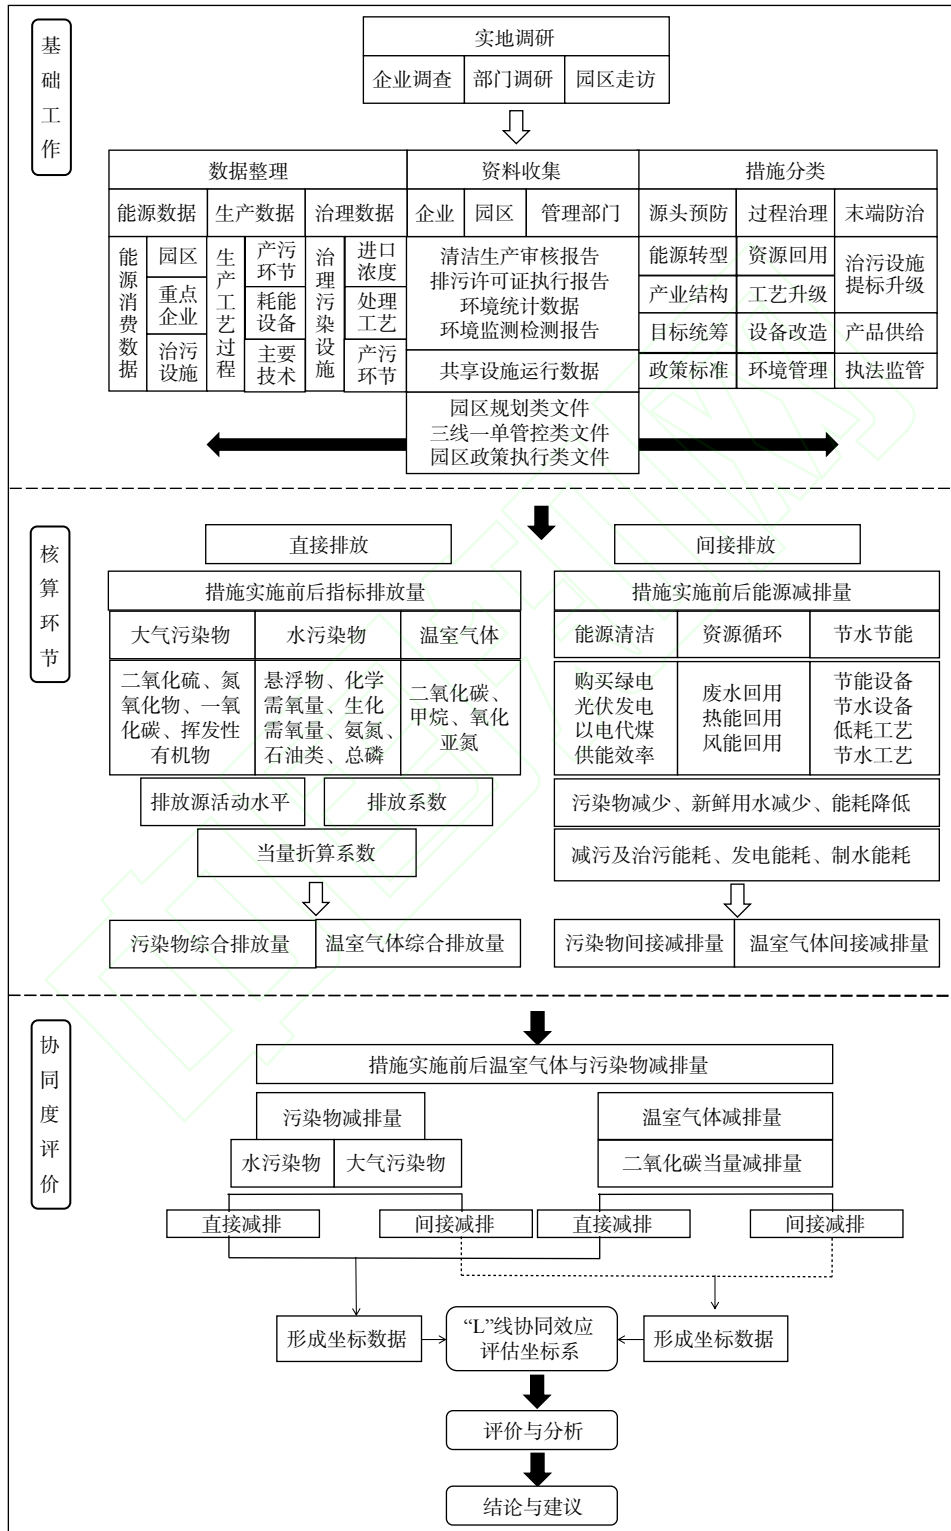 基础工作
实地调研
企业调查 部门调研 园区走访
数据整理 资料收集 措施分类
能源数据 生产数据 治理数据 企业 园区 管理部门 源头预防 过程治理 末端防治
能源消费数据
园区
重点
企业
治污
设施
生产工艺过程
产污
环节
耗能
设备
主要
技术
治理污染设施
进口
浓度
处理
工艺
产污
环节
清洁生产审核报告
排污许可证执行报告
环境统计数据
环境监测检测报告
共享设施运行数据
园区规划类文件
三线一单管控类文件
园区政策执行类文件
能源转型 资源回用
治污设施
提标升级
产业结构 工艺升级
目标统筹 设备改造 产品供给
政策标准 环境管理 执法监管
核算环节
直接排放 间接排放
措施实施前后指标排放量
大气污染物 水污染物 温室气体
二氧化硫、氮
氧化物、一氧
化碳、挥发性
有机物
悬浮物、化学
需氧量、生化
需氧量、氨氮、
石油类、总磷
二氧化碳、
甲烷、氧化
亚氮
排放源活动水平 排放系数
当量折算系数
污染物综合排放量 温室气体综合排放量
措施实施前后能源减排量
能源清洁 资源循环 节水节能
购买绿电
光伏发电
以电代煤
供能效率
废水回用
热能回用
风能回用
节能设备
节水设备
低耗工艺
节水工艺
污染物减少、新鲜用水减少、能耗降低
减污及治污能耗、发电能耗、制水能耗
污染物间接减排量 温室气体间接减排量
协同度评价
措施实施前后温室气体与污染物减排量
污染物减排量 温室气体减排量
水污染物 大气污染物 二氧化碳当量减排量
直接减排 间接减排 直接减排 间接减排
形成坐标数据
“L”线协同效应
评估坐标系
形成坐标数据
评价与分析
结论与建议